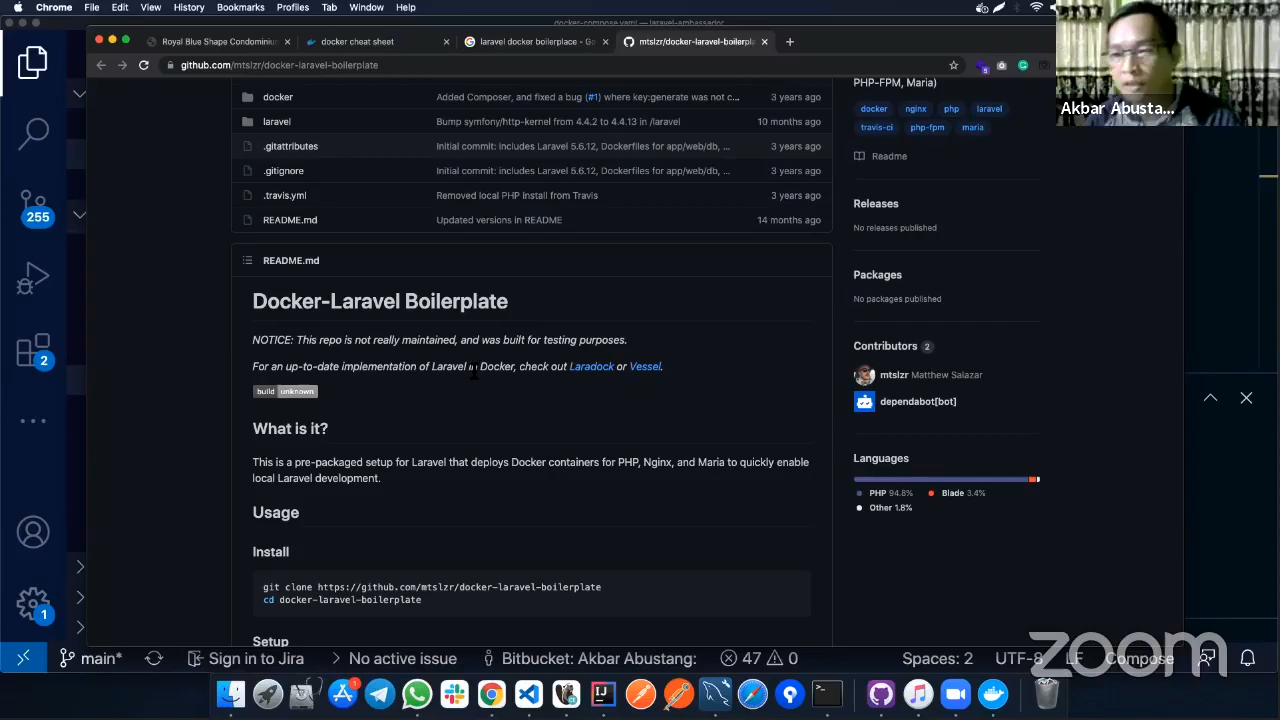 Chrome File Edit View History Bookmarks Profiles Tab Window Help
docker-compose.yaml — laravel-ambassador
Royal Blue Shape Condominiu
docker cheat sheet
laravel docker boilerplate - Go
mtslzr/docker-laravel-boilerpla
github.com/mtslzr/docker-laravel-boilerplate
5
Akbar Abusta...
PHP-FPM, Maria)
docker Added Composer, and fixed a bug (#1) where key:generate was not c... 3 years ago
laravel Bump symfony/http-kernel from 4.4.2 to 4.4.13 in /laravel 10 months ago
.gitattributes Initial commit: includes Laravel 5.6.12, Dockerfiles for app/web/db, ... 3 years ago
.gitignore Initial commit: includes Laravel 5.6.12, Dockerfiles for app/web/db, ... 3 years ago
.travis.yml Removed local PHP install from Travis 3 years ago
README.md Updated versions in README 14 months ago
docker nginx php laravel
travis-ci php-fpm maria
Readme
Releases
No releases published
Packages
No packages published
Contributors 2
mtslzr Matthew Salazar
dependabot[bot]
Languages
PHP 94.8% Blade 3.4%
Other 1.8%
README.md
Docker-Laravel Boilerplate
NOTICE: This repo is not really maintained, and was built for testing purposes.
For an up-to-date implementation of Laravel Docker, check out Laradock or Vessel.
build unknown
What is it?
This is a pre-packaged setup for Laravel that deploys Docker containers for PHP, Nginx, and Maria to quickly enable
local Laravel development.
Usage
Install
git clone https://github.com/mtslzr/docker-laravel-boilerplate
cd docker-laravel-boilerplate
Setup
255
2
1
main* Sign in to Jira No active issue Bitbucket: Akbar Abustang: 47 0 Spaces: 2 UTF-8 LF Compose
zoom
1
IJ